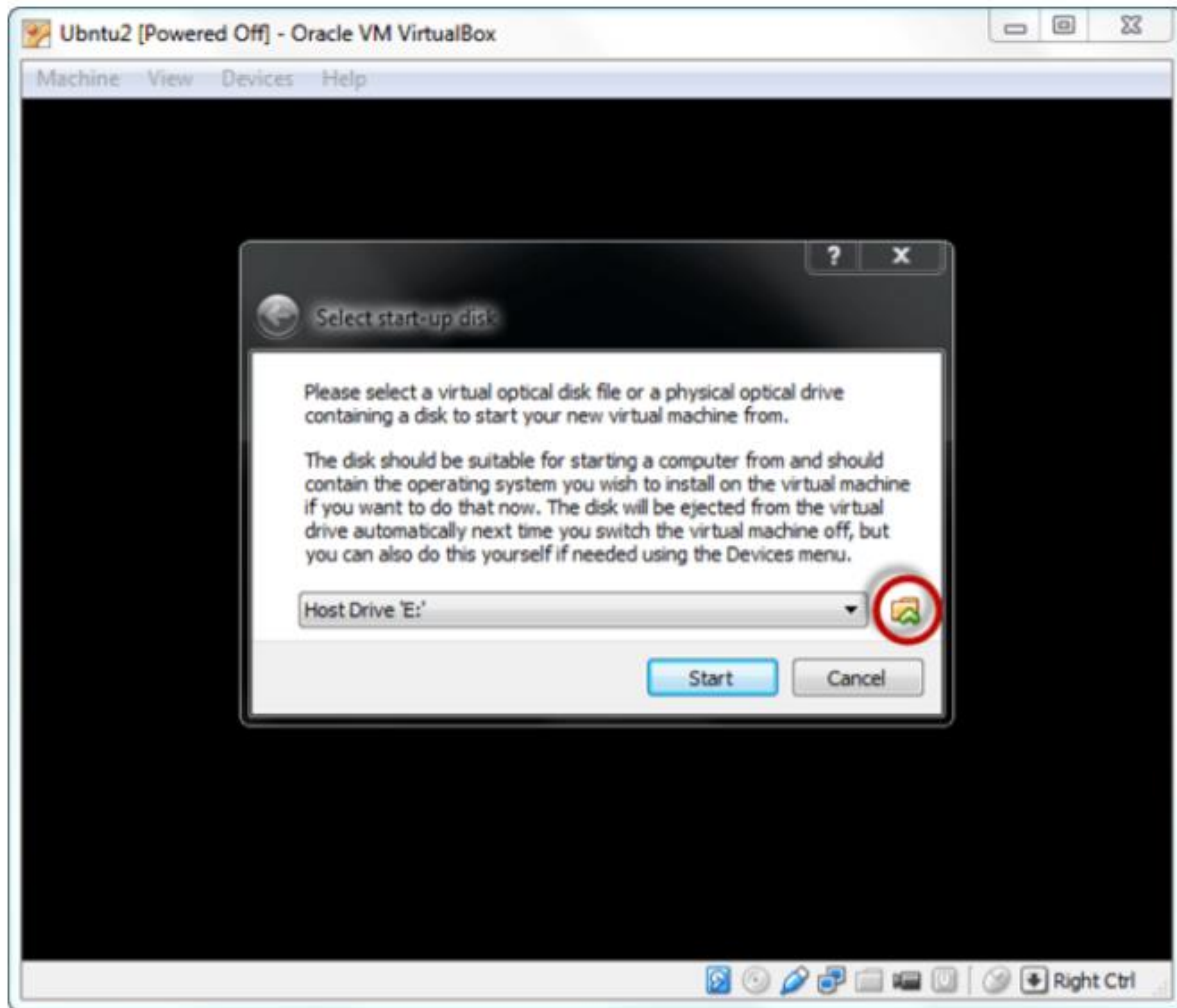 Ubntu2 [Powered Off] - Oracle VM VirtualBox
Machine View Devices Help
?
Select start-up disk
Please select a virtual optical disk file or a physical optical drive
containing a disk to start your new virtual machine from.
The disk should be suitable for starting a computer from and should
contain the operating system you wish to install on the virtual machine
if you want to do that now. The disk will be ejected from the virtual
drive automatically next time you switch the virtual machine off, but
you can also do this yourself if needed using the Devices menu.
Host Drive 'E:'
Start Cancel
Right Ctrl